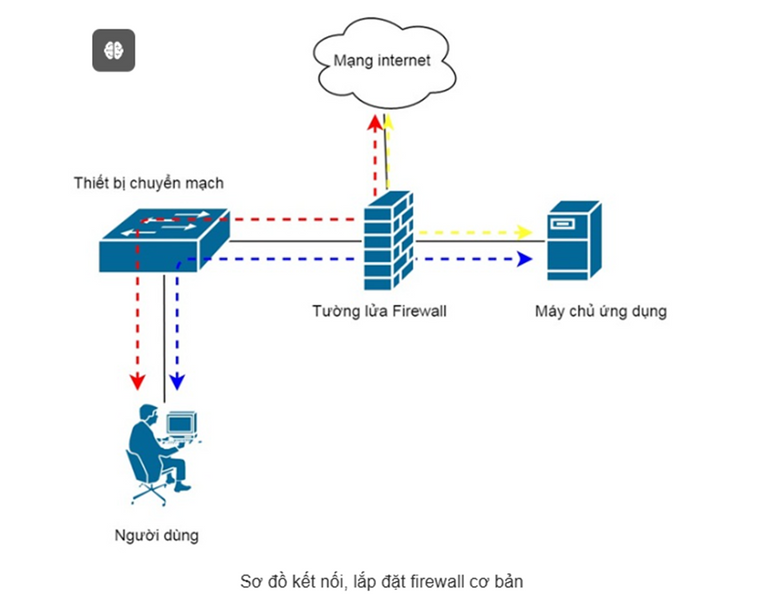 Mạng internet
Thiết bị chuyển mạch
Tường lửa Firewall
Máy chủ ứng dụng
Người dùng
Sơ đồ kết nối, lắp đặt firewall cơ bản